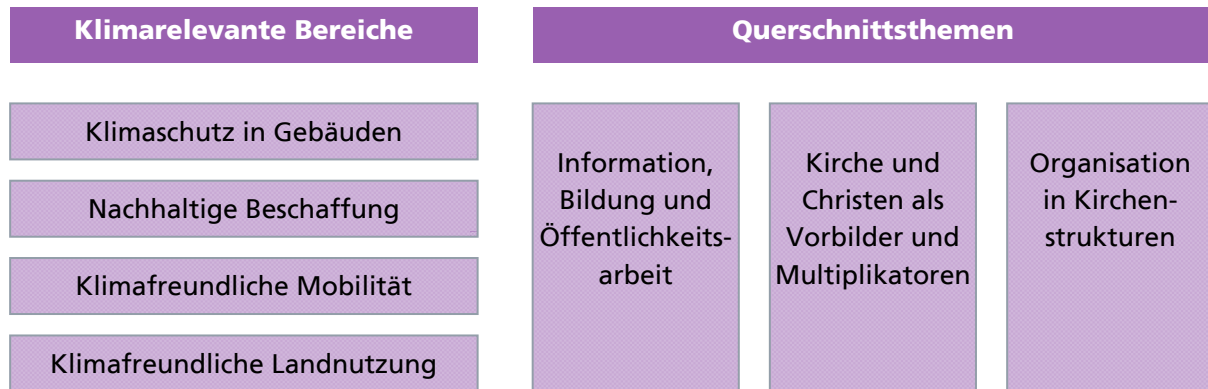 Klimarelevante Bereiche
Klimaschutz in Gebäuden
Nachhaltige Beschaffung
Klimafreundliche Mobilität
Klimafreundliche Landnutzung
Querschnittsthemen
Information,
Bildung und
Öffentlichkeits-
arbeit
Kirche und
Christen als
Vorbilder und
Multiplikatoren
Organisation
in Kirchen-
strukturen